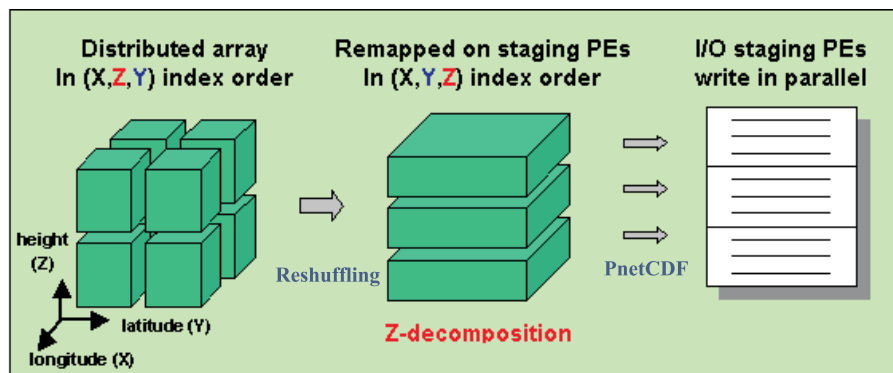 Distributed array
In (X,Z,Y) index order
Remapped on staging PEs
In (X,Y,Z) index order
I/O staging PEs
write in parallel
height
(Z)
latitude (Y)
longitude (X)
Reshuffling
PnetCDF
Z-decomposition